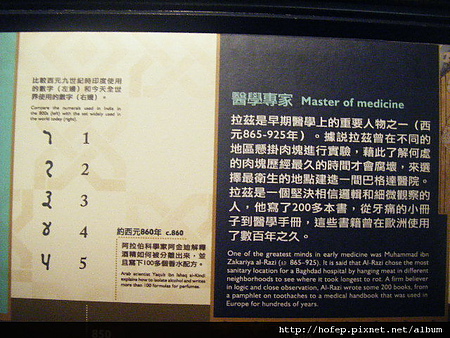 比較西元九世紀時印度使用
的數字（左邊）和今天全世
界使用的數字（右邊）。
Compare the numerals used in India in
the 800s (left) with the set widely used in
the world today (right).
1
2
3
4
5
約西元860年 c.860
阿拉伯科學家阿金迪解釋
酒精如何被分離出來，並
且寫下100多個香水配方。
Arab scientist Yaqub ibn Ishaq al-Kindi
explains how to isolate alcohol and writes
more than 100 formulas for perfumes.
850
醫學專家 Master of medicine
拉茲是早期醫學上的重要人物之一（西
元865-925年）。據說拉茲曾在不同的
地區懸掛肉塊進行實驗，藉此了解何處
的肉塊歷經最久的時間才會腐壞，來選
擇最衛生的地點建造一間巴格達醫院。
拉茲是一個堅決相信邏輯和細微觀察的
人，他寫了200多本書，從牙痛的小冊
子到醫學手冊，這些書籍曾在歐洲使用
了數百年之久。
One of the greatest minds in early medicine was Muhammad ibn
Zakariya al-Razi (865-925). It is said that Al-Razi chose the most
sanitary location for a Baghdad hospital by hanging meat in different
neighborhoods to see where it took longest to rot. A firm believer
in logic and close observation, Al-Razi wrote some 200 books, from
a pamphlet on toothaches to a medical handbook that was used in
Europe for hundreds of years.
http://hofep.pixnet.net/album